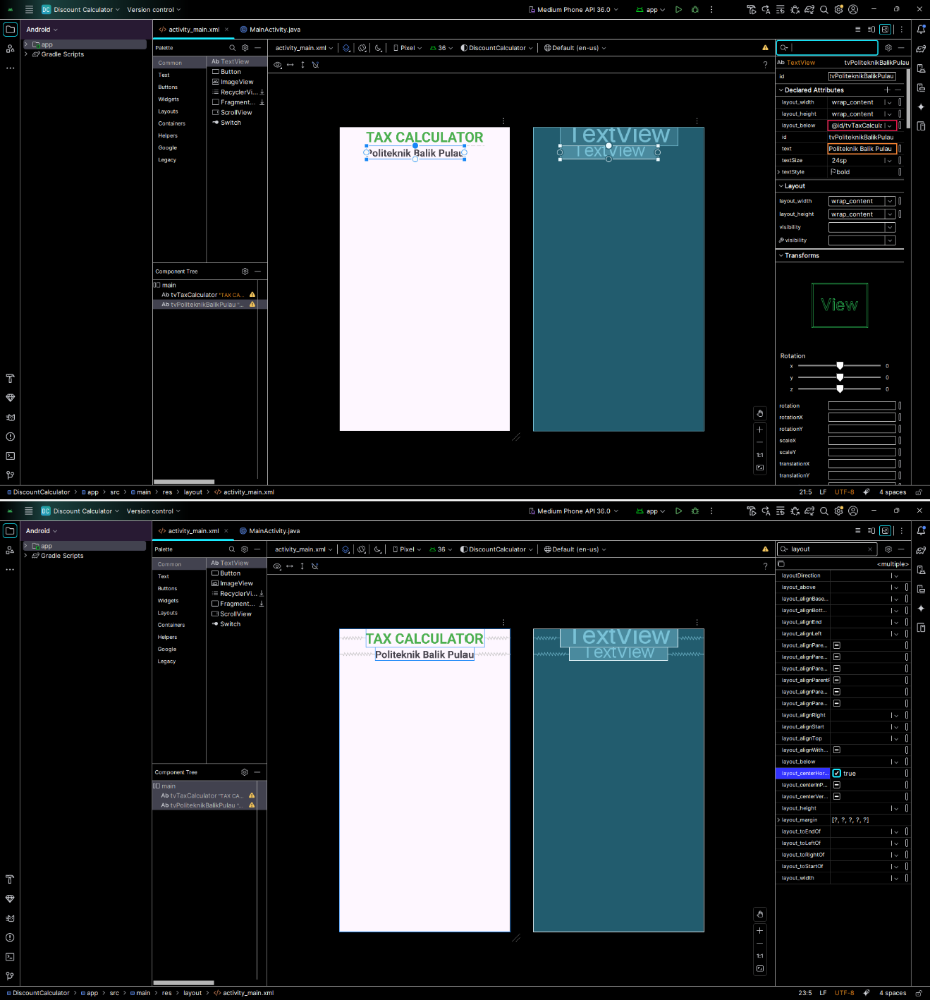 DC Discount Calculator Version control Medium Phone API 36.0 app
Android activity_main.xml MainActivity.java
app
Gradle Scripts
Palette activity_main.xml Pixel 36 DiscountCalculator Default (en-us)
Common Ab TextView
Text Button
Buttons ImageView
Widgets RecyclerVi...
Layouts Fragment...
Containers ScrollView
Helpers Switch
Google
Legacy
?
TAX CALCULATOR
Politeknik Balik Pulau
TextView
TextView
Component Tree
main
Ab tvTaxCalculator "TAX CA...
Ab tvPoliteknikBalikPulau "...
Ab TextView tvPoliteknikBalikPulau
id tvPoliteknikBalikPulau
Declared Attributes
layout_width wrap_content
layout_height wrap_content
layout_below @id/tvTaxCalcula
id tvPoliteknikBalikPulau
text Politeknik Balik Pulau
textSize 24sp
textStyle bold
Layout
layout_width wrap_content
layout_height wrap_content
visibility
visibility
Transforms
View
Rotation
x 0
y 0
z 0
rotation
rotationX
rotationY
scaleX
scaleY
translationX
translationY
1:1
DiscountCalculator > app > src > main > res > layout > activity_main.xml 21:5 LF UTF-8 4 spaces
DC Discount Calculator Version control Medium Phone API 36.0 app
Android activity_main.xml MainActivity.java
app
Gradle Scripts
Palette activity_main.xml Pixel 36 DiscountCalculator Default (en-us)
Common Ab TextView
Text Button
Buttons ImageView
Widgets RecyclerVi...
Layouts Fragment...
Containers ScrollView
Helpers Switch
Google
Legacy
?
TAX CALCULATOR
Politeknik Balik Pulau
TextView
TextView
Component Tree
main
Ab tvTaxCalculator "TAX CA...
Ab tvPoliteknikBalikPulau "...
layout
<multiple>
layoutDirection
layout_above
layout_alignBase...
layout_alignBott...
layout_alignEnd
layout_alignLeft
layout_alignPare...
layout_alignPare...
layout_alignPare...
layout_alignParentR
layout_alignPare...
layout_alignPare...
layout_alignRight
layout_alignStart
layout_alignTop
layout_alignWith...
layout_below
layout_centerHor... true
layout_centerInP...
layout_centerVer...
layout_height
layout_margin [?, ?, ?, ?, ?]
layout_toEndOf
layout_toLeftOf
layout_toRightOf
layout_toStartOf
layout_width
1:1
DiscountCalculator > app > src > main > res > layout > activity_main.xml 23:5 LF UTF-8 4 spaces